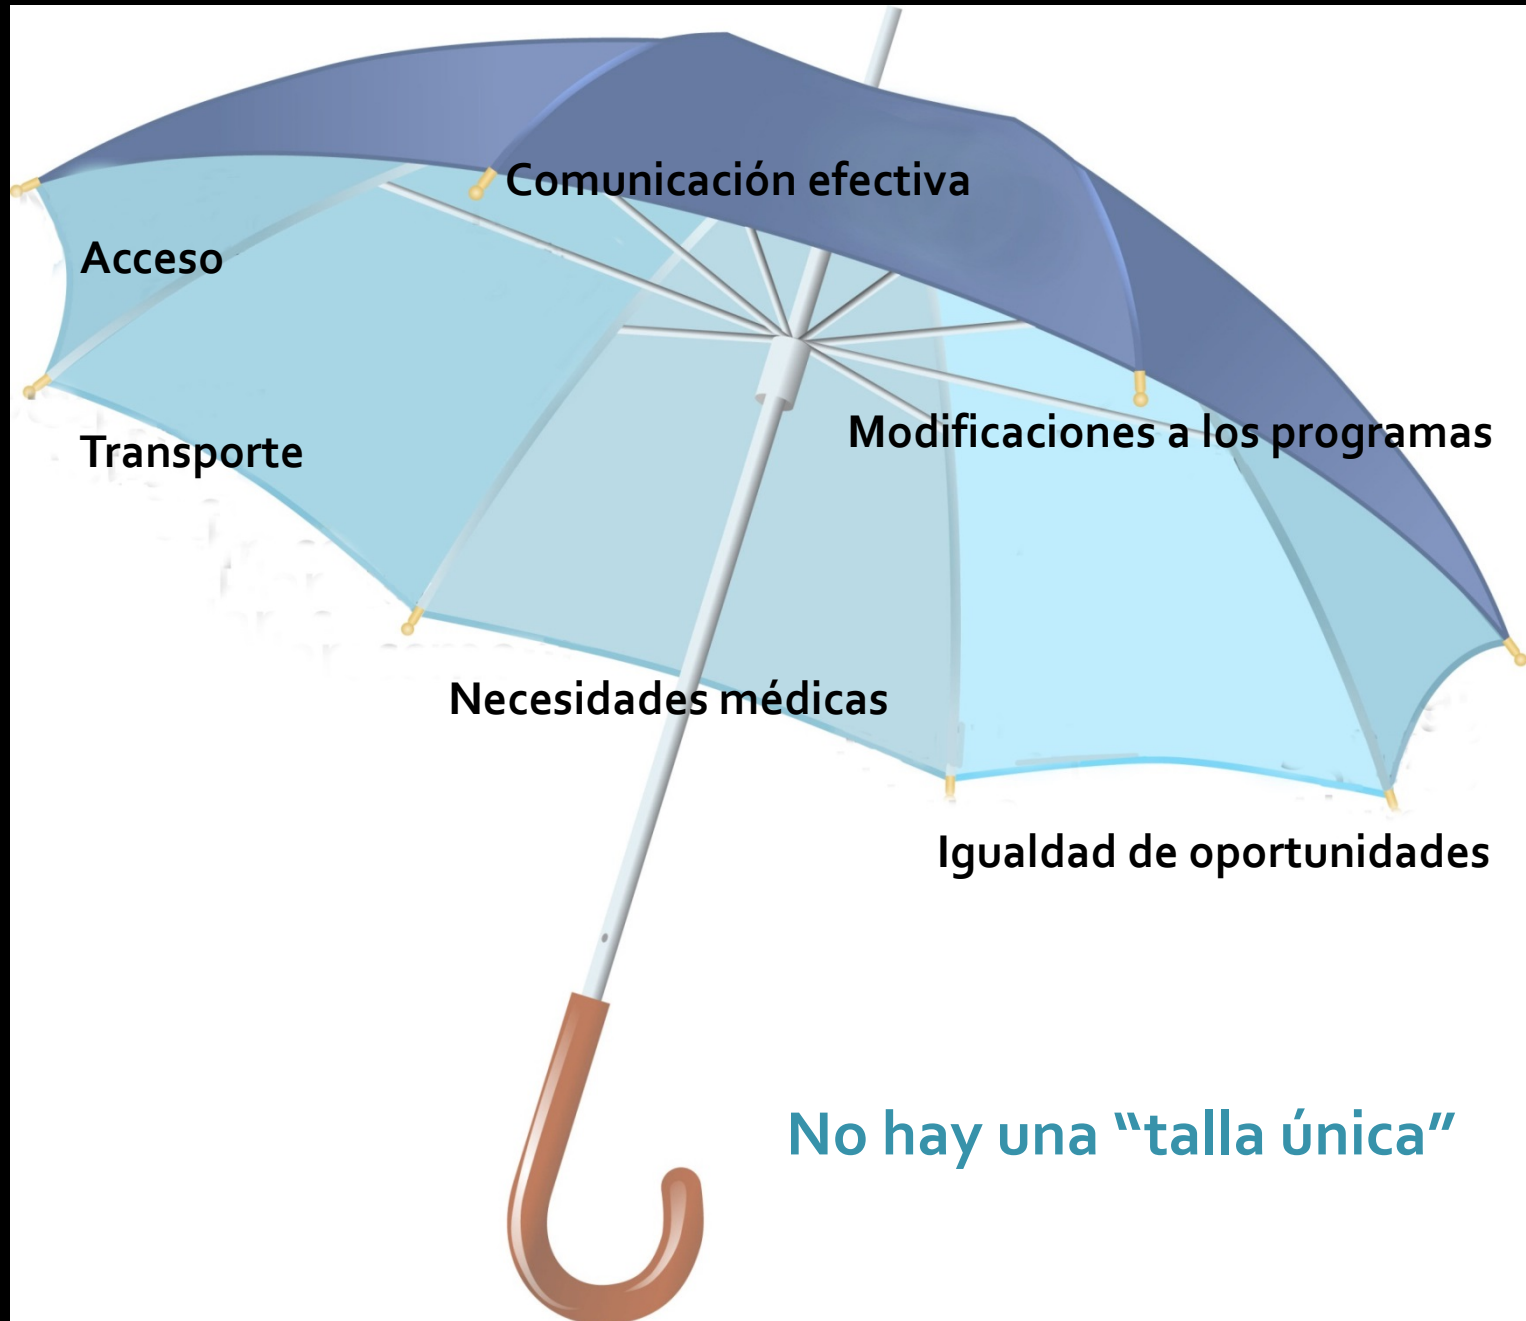 Comunicación efectiva
Acceso
Modificaciones a los programas
Transporte
Necesidades médicas
Igualdad de oportunidades
No hay una “talla única”